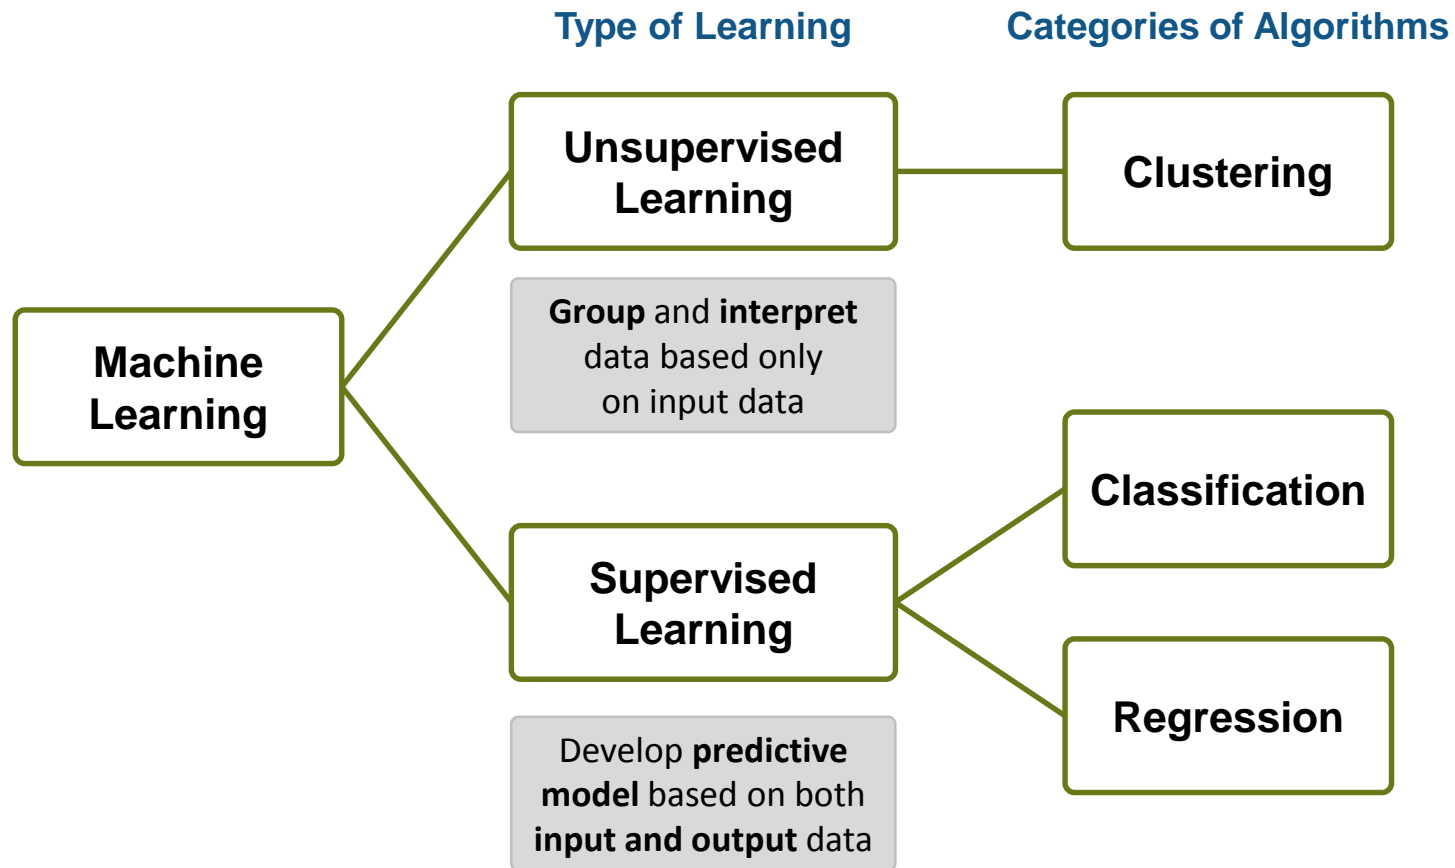 Type of Learning
Categories of Algorithms
Unsupervised
Learning
Clustering
Group and interpret
data based only
on input data
Machine
Learning
Classification
Supervised
Learning
Regression
Develop predictive
model based on both
input and output data